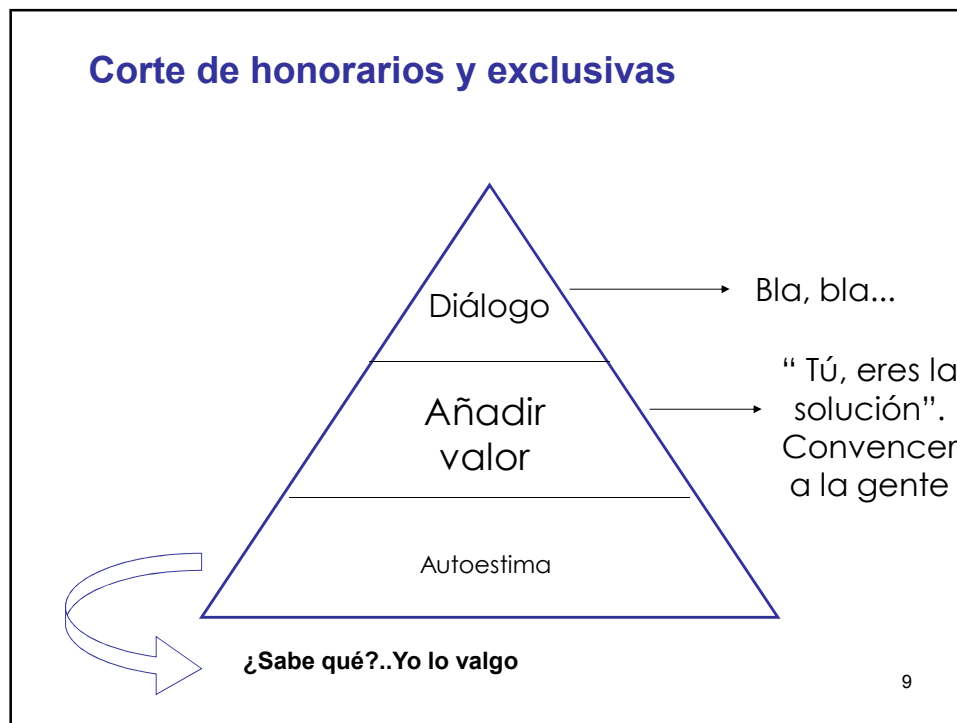 Corte de honorarios y exclusivas
Diálogo
Bla, bla...
Añadir
valor
“ Tú, eres la
solución”.
Convencer
a la gente
Autoestima
¿Sabe qué?..Yo lo valgo
9